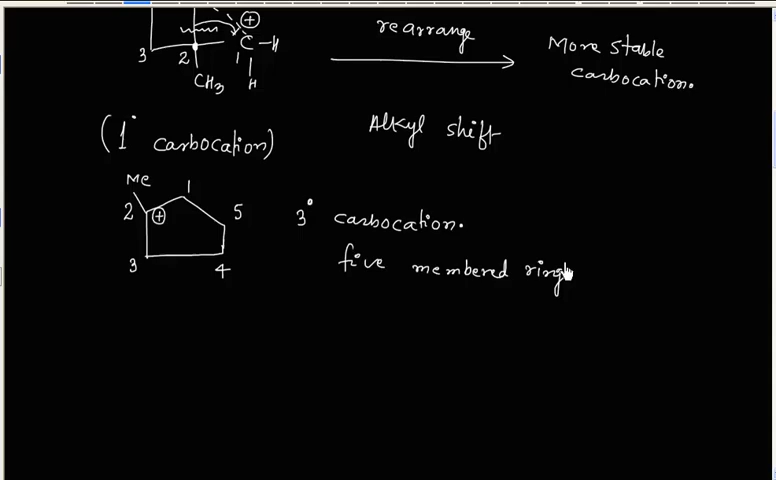 ⊕
rearrange
C-H
More stable
3 2 1
carbocation.
CH3 H
(1° carbocation)
Alkyl shift
Me
1
2 ⊕ 5
3° carbocation.
3 4
five membered ring